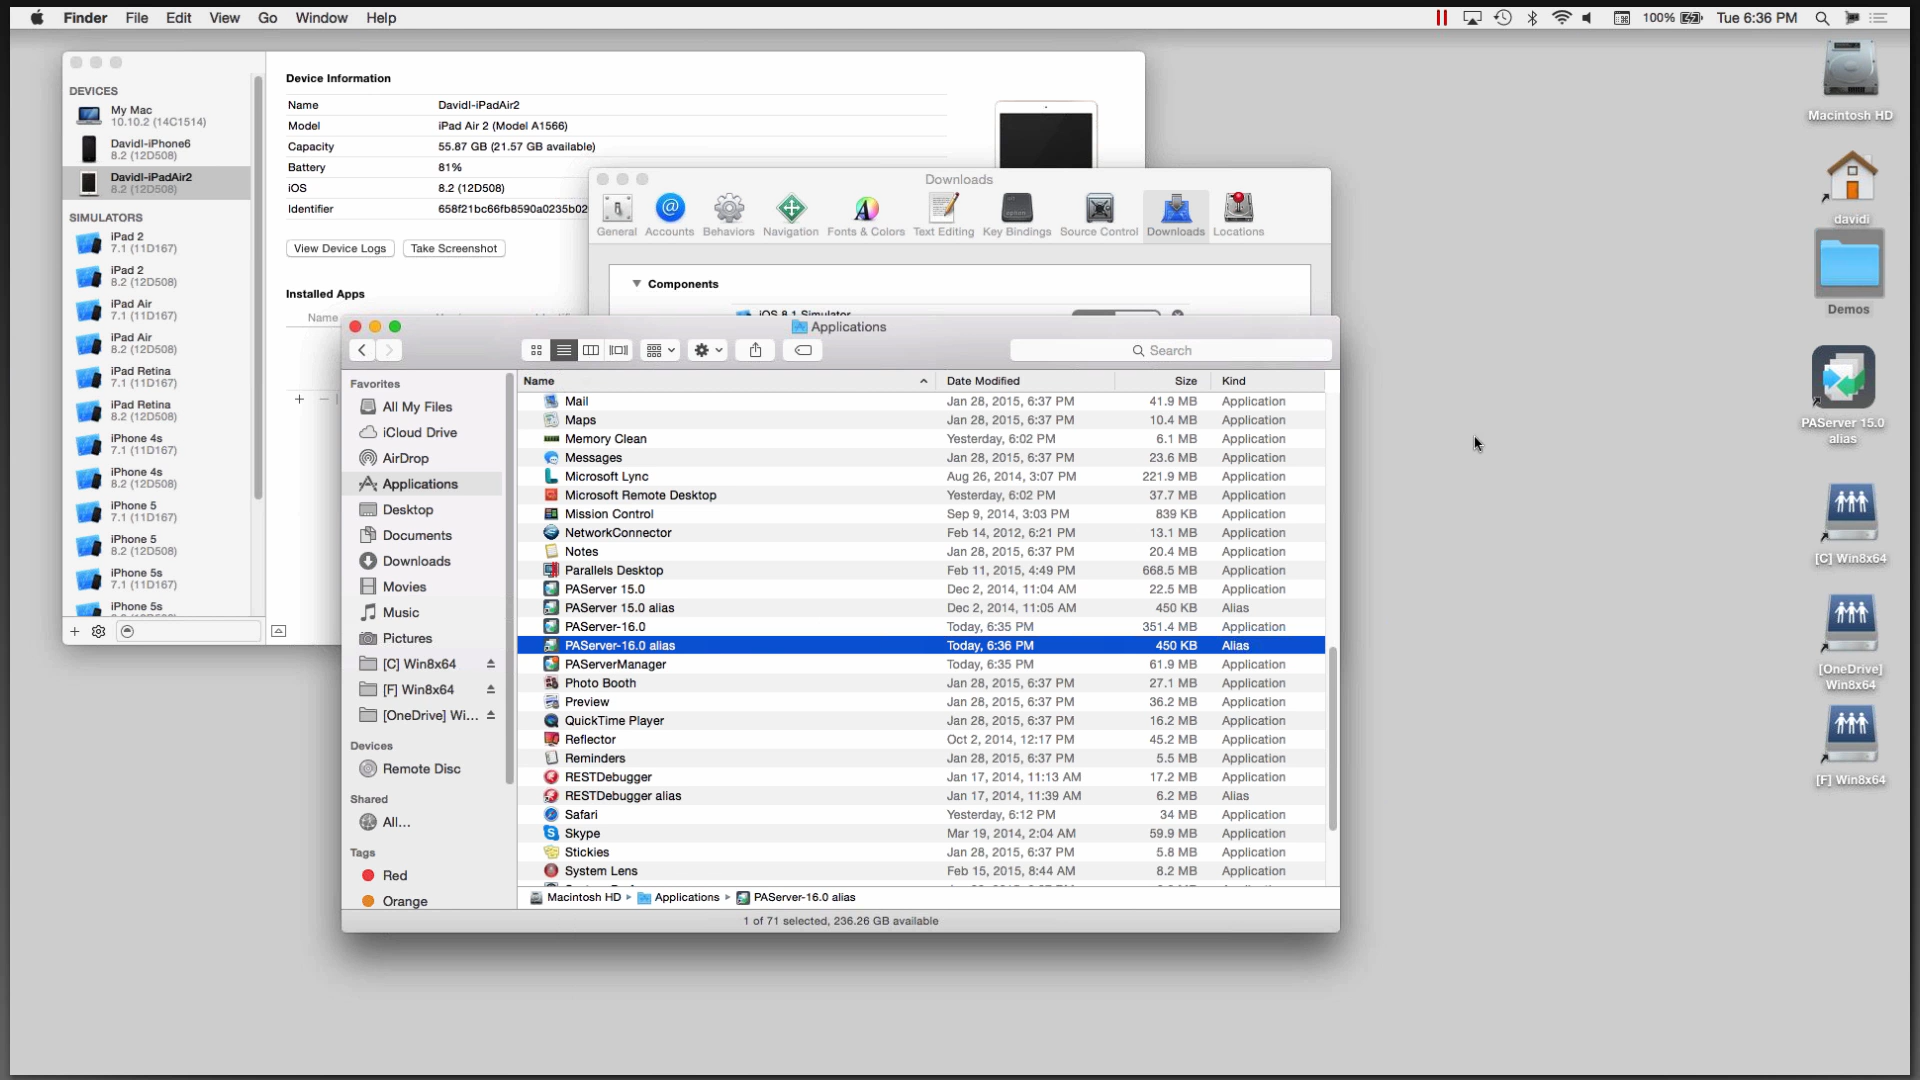 Finder File Edit View Go Window Help
100% Tue 6:36 PM
DEVICES
My Mac
10.10.2 (14C1514)
DavidI-iPhone6
8.2 (12D508)
DavidI-iPadAir2
8.2 (12D508)
SIMULATORS
iPad 2
7.1 (11D167)
iPad 2
8.2 (12D508)
iPad Air
7.1 (11D167)
iPad Air
8.2 (12D508)
iPad Retina
7.1 (11D167)
iPad Retina
8.2 (12D508)
iPhone 4s
7.1 (11D167)
iPhone 4s
8.2 (12D508)
iPhone 5
7.1 (11D167)
iPhone 5
8.2 (12D508)
iPhone 5s
7.1 (11D167)
iPhone 5s
Device Information
Name DavidI-iPadAir2
Model iPad Air 2 (Model A1566)
Capacity 55.87 GB (21.57 GB available)
Battery 81%
iOS 8.2 (12D508)
Identifier 658f21bc66fb8590a0235b02
View Device Logs Take Screenshot
Installed Apps
Name
Downloads
General Accounts Behaviors Navigation Fonts & Colors Text Editing Key Bindings Source Control Downloads Locations
Components
iOS 8.1 Simulator
Applications
Search
Favorites
All My Files
iCloud Drive
AirDrop
Applications
Desktop
Documents
Downloads
Movies
Music
Pictures
[C] Win8x64
[F] Win8x64
[OneDrive] Wi...
Devices
Remote Disc
Shared
All...
Tags
Red
Orange
Name Date Modified Size Kind
Mail Jan 28, 2015, 6:37 PM 41.9 MB Application
Maps Jan 28, 2015, 6:37 PM 10.4 MB Application
Memory Clean Yesterday, 6:02 PM 6.1 MB Application
Messages Jan 28, 2015, 6:37 PM 23.6 MB Application
Microsoft Lync Aug 26, 2014, 3:07 PM 221.9 MB Application
Microsoft Remote Desktop Yesterday, 6:02 PM 37.7 MB Application
Mission Control Sep 9, 2014, 3:03 PM 839 KB Application
NetworkConnector Feb 14, 2012, 6:21 PM 13.1 MB Application
Notes Jan 28, 2015, 6:37 PM 20.4 MB Application
Parallels Desktop Feb 11, 2015, 4:49 PM 668.5 MB Application
PAServer 15.0 Dec 2, 2014, 11:04 AM 22.5 MB Application
PAServer 15.0 alias Dec 2, 2014, 11:05 AM 450 KB Alias
PAServer-16.0 Today, 6:35 PM 351.4 MB Application
PAServer-16.0 alias Today, 6:36 PM 450 KB Alias
PAServerManager Today, 6:35 PM 61.9 MB Application
Photo Booth Jan 28, 2015, 6:37 PM 27.1 MB Application
Preview Jan 28, 2015, 6:37 PM 36.2 MB Application
QuickTime Player Jan 28, 2015, 6:37 PM 16.2 MB Application
Reflector Oct 2, 2014, 12:17 PM 45.2 MB Application
Reminders Jan 28, 2015, 6:37 PM 5.5 MB Application
RESTDebugger Jan 17, 2014, 11:13 AM 17.2 MB Application
RESTDebugger alias Jan 17, 2014, 11:39 AM 6.2 MB Alias
Safari Yesterday, 6:12 PM 34 MB Application
Skype Mar 19, 2014, 2:04 AM 59.9 MB Application
Stickies Jan 28, 2015, 6:37 PM 5.8 MB Application
System Lens Feb 15, 2015, 8:44 AM 8.2 MB Application
Macintosh HD Applications PAServer-16.0 alias
1 of 71 selected, 236.26 GB available
Macintosh HD
davidi
Demos
PAServer 15.0
alias
[C] Win8x64
[OneDrive]
Win8x64
[F] Win8x64